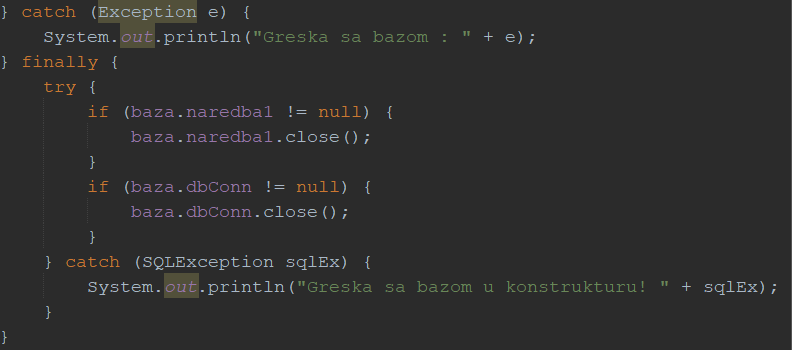 } catch (Exception e) {
    System.out.println("Greska sa bazom : " + e);
} finally {
    try {
        if (baza.naredba1 != null) {
            baza.naredba1.close();
        }
        if (baza.dbConn != null) {
            baza.dbConn.close();
        }
    } catch (SQLException sqlEx) {
        System.out.println("Greska sa bazom u konstrukturu! " + sqlEx);
    }
}